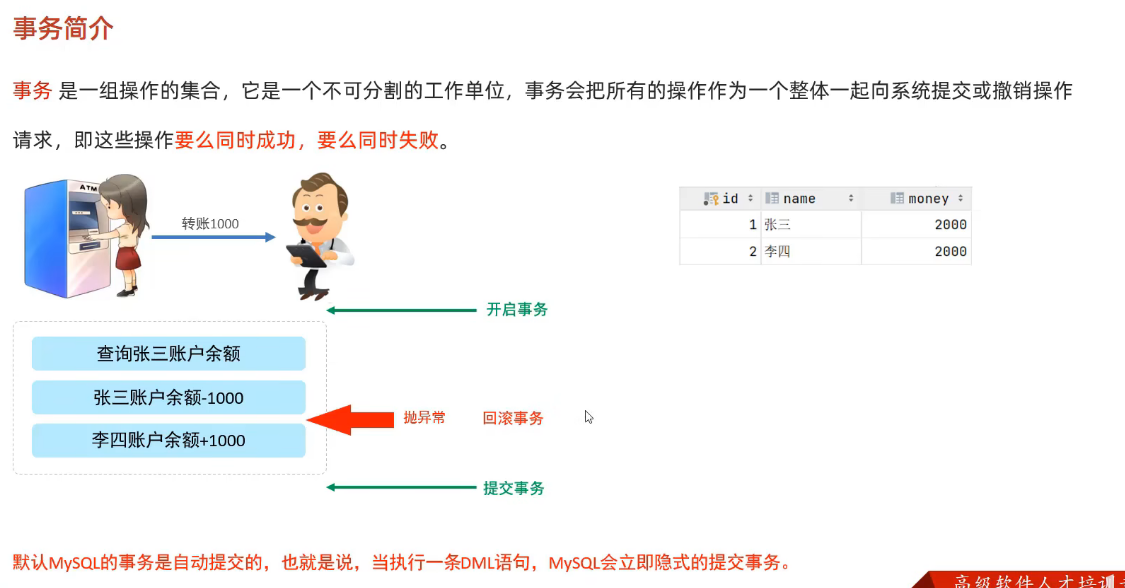 事务简介
事务 是一组操作的集合，它是一个不可分割的工作单位，事务会把所有的操作作为一个整体一起向系统提交或撤销操作
请求，即这些操作要么同时成功，要么同时失败。
ATM
转账1000
id name money
1 张三 2000
2 李四 2000
开启事务
查询张三账户余额
张三账户余额-1000
抛异常 回滚事务
李四账户余额+1000
提交事务
默认MySQL的事务是自动提交的，也就是说，当执行一条DML语句，MySQL会立即隐式的提交事务。
高级软件人才培训